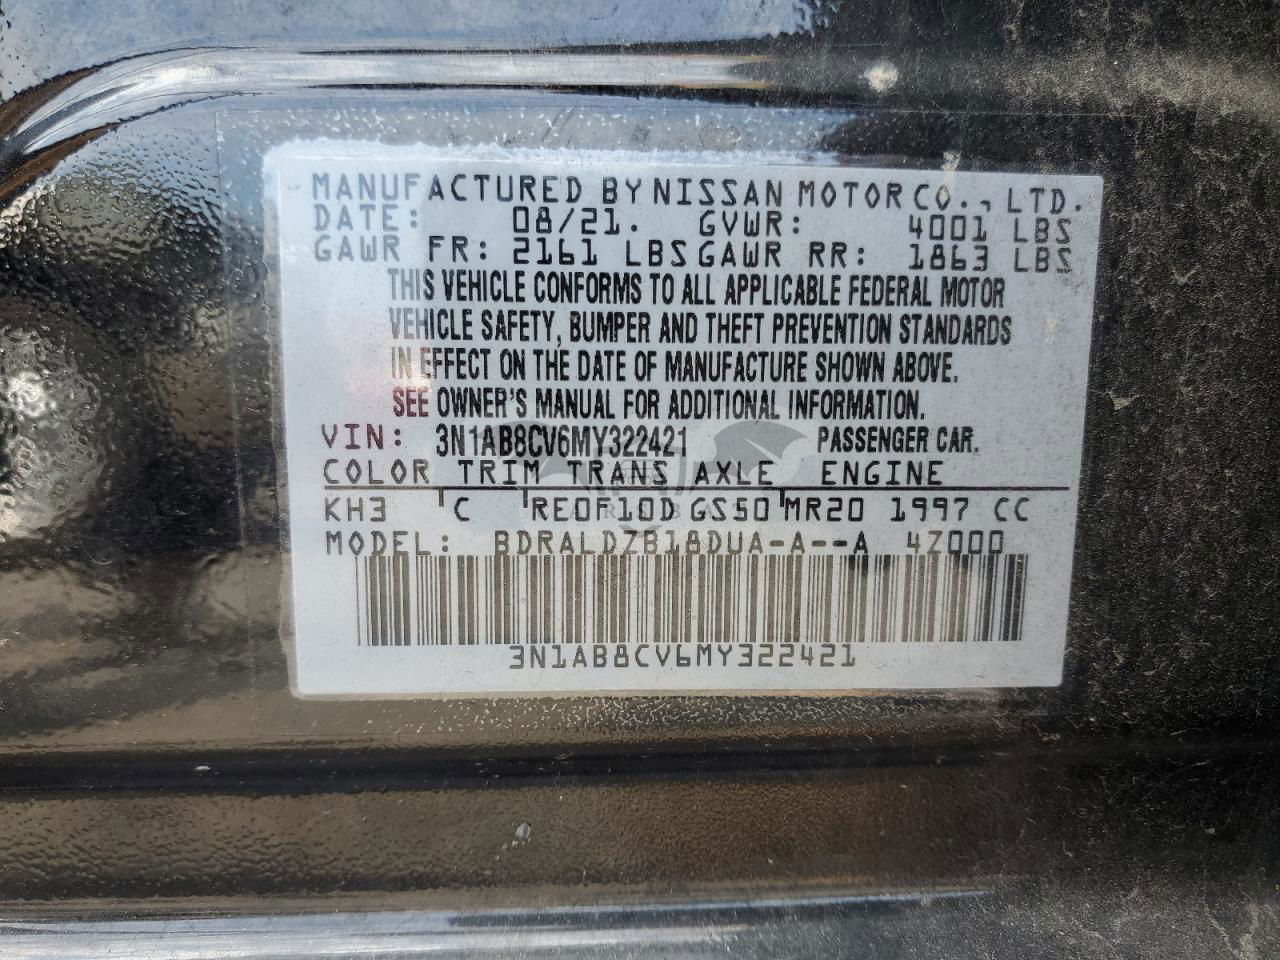 MANUFACTURED BY NISSAN MOTOR CO., LTD.
DATE: 08/21. GVWR: 4001 LBS
GAWR FR: 2161 LBS GAWR RR: 1863 LBS
THIS VEHICLE CONFORMS TO ALL APPLICABLE FEDERAL MOTOR
VEHICLE SAFETY, BUMPER AND THEFT PREVENTION STANDARDS
IN EFFECT ON THE DATE OF MANUFACTURE SHOWN ABOVE.
SEE OWNER'S MANUAL FOR ADDITIONAL INFORMATION.
VIN: 3N1AB8CV6MY322421 PASSENGER CAR.
COLOR TRIM TRANS AXLE ENGINE
KH3 C RE0F10D GS50 MR20 1997 CC
MODEL: BDRALDZB18DUA-A--A 4Z000
3N1AB8CV6MY322421